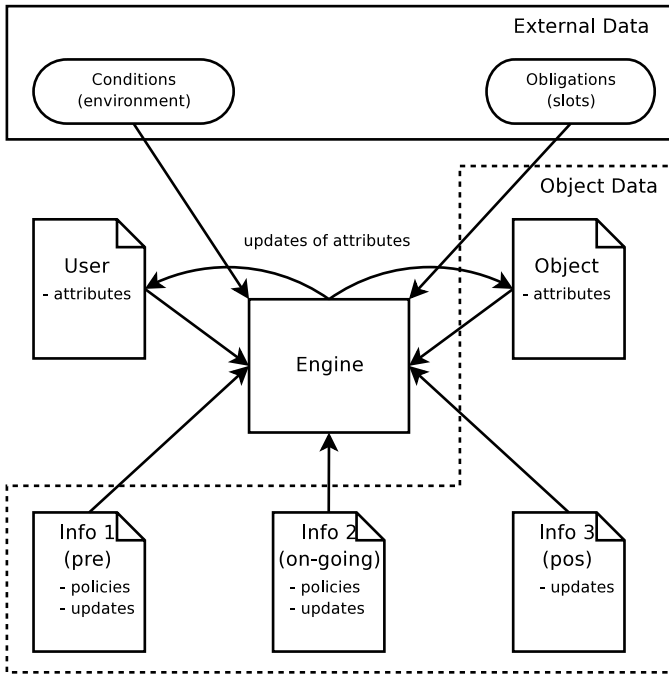 External Data
Conditions
(environment)
Obligations
(slots)
Object Data
updates of attributes
User
- attributes
Object
- attributes
Engine
Info 1
(pre)
- policies
- updates
Info 2
(on-going)
- policies
- updates
Info 3
(pos)
- updates